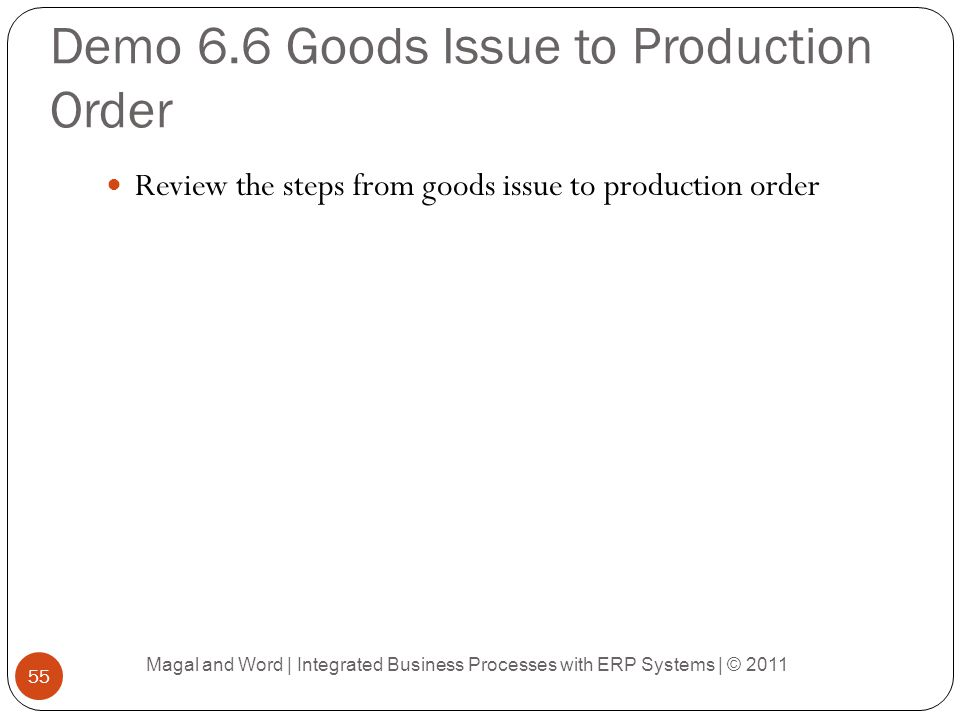 Demo 6.6 Goods Issue to Production
Order
Review the steps from goods issue to production order
Magal and Word | Integrated Business Processes with ERP Systems | © 2011
55